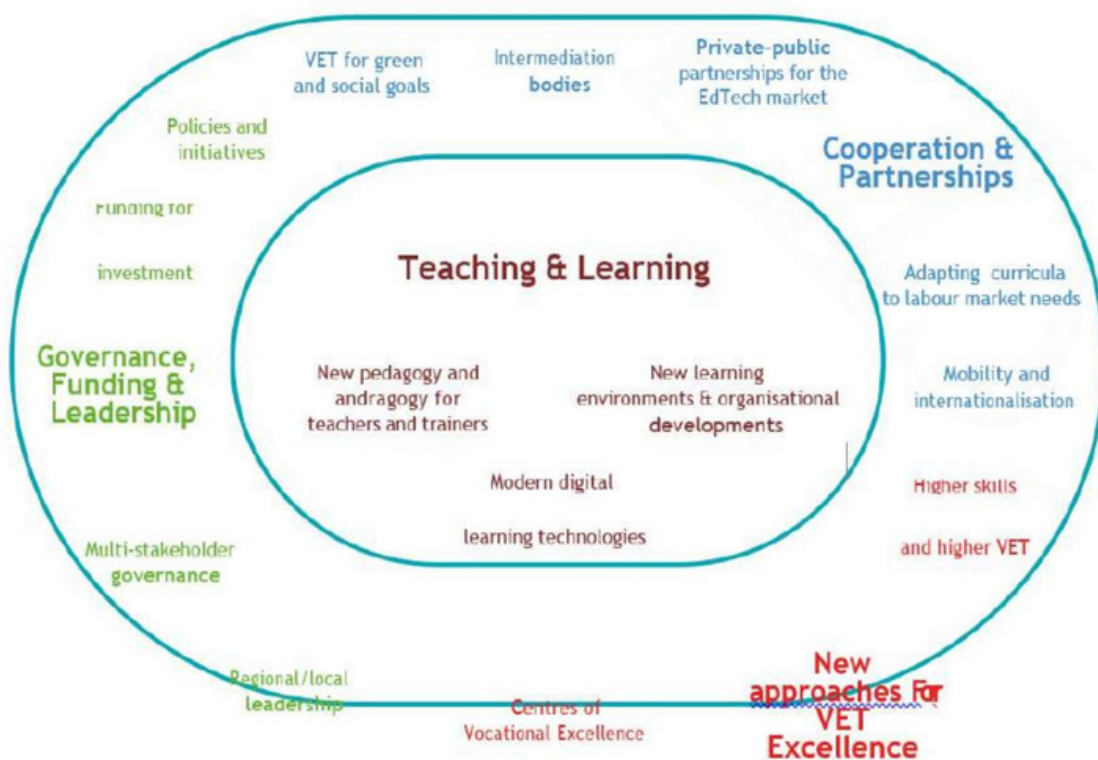 VET for green
and social goals
Intermediation
bodies
Private-public
partnerships for the
EdTech market
Policies and
initiatives
Cooperation &
Partnerships
Funding for
investment
Teaching & Learning
Adapting curricula
to labour market needs
Governance,
Funding &
Leadership
New pedagogy and
andragogy for
teachers and trainers
New learning
environments & organisational
developments
Mobility and
internationalisation
Modern digital
learning technologies
Higher skills
and higher VET
Multi-stakeholder
governance
Regional/local
leadership
Centres of
Vocational Excellence
New
approaches For
VET
Excellence